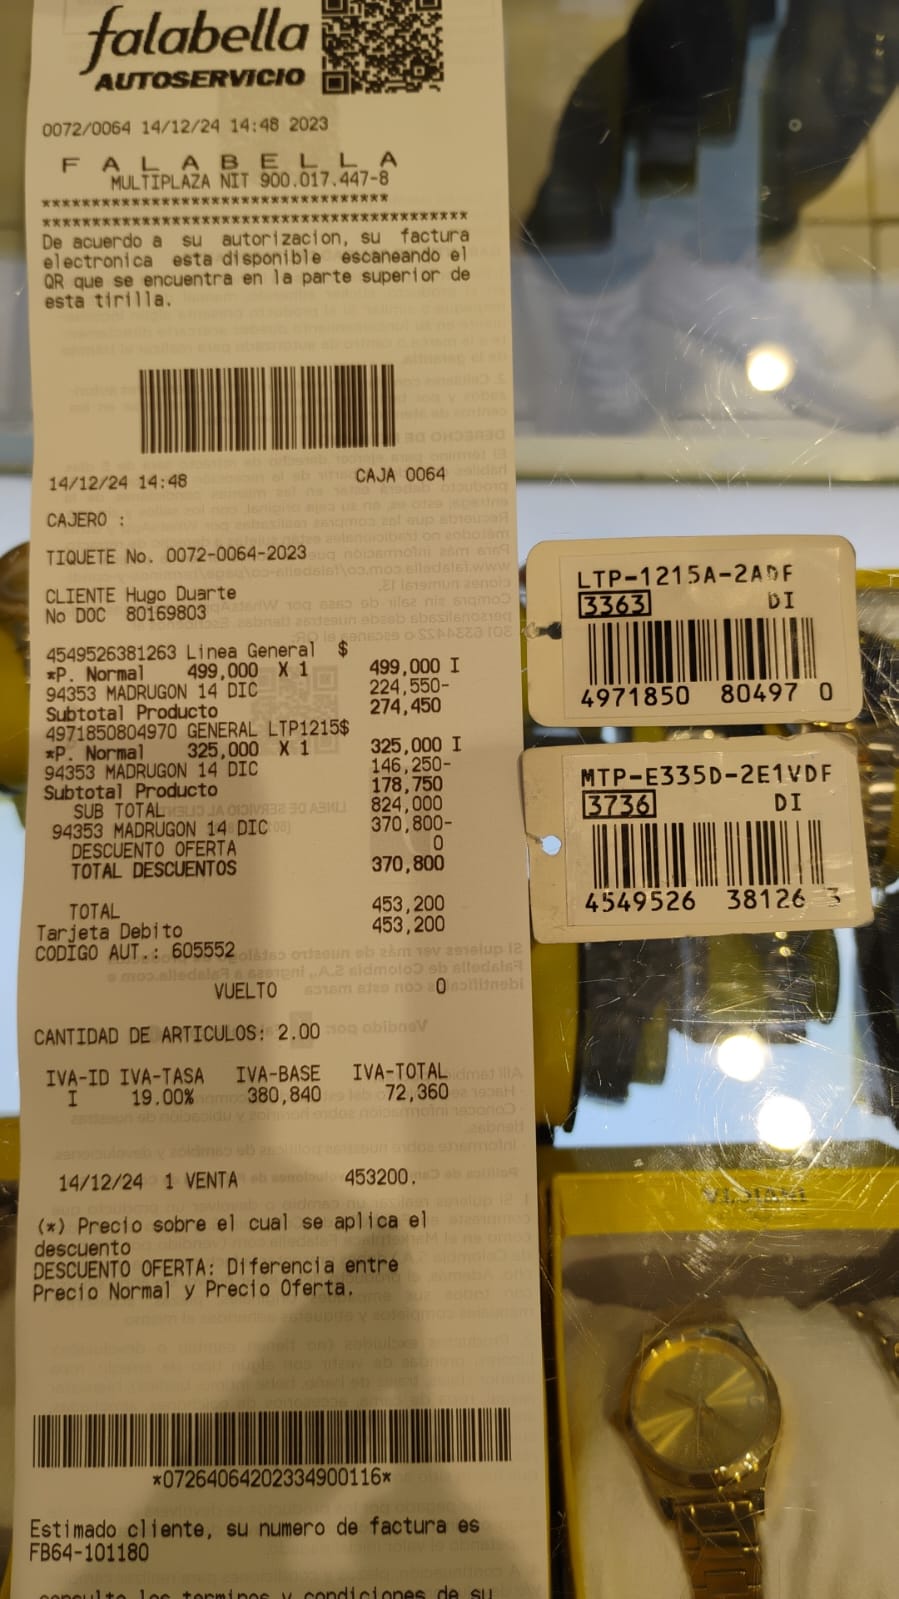 falabella
AUTOSERVICIO
0072/0064 14/12/24 14:48 2023
F A L A B E L L A
MULTIPLAZA NIT 900.017.447-8
***********************************
*******************************************
De acuerdo a su autorizacion, su factura
electronica esta disponible escaneando el
QR que se encuentra en la parte superior de
esta tirilla.
14/12/24 14:48 CAJA 0064
CAJERO :
TIQUETE No. 0072-0064-2023
CLIENTE Hugo Duarte
No DOC 80169803
4549526381263 Linea General $
*P. Normal 499,000 X 1 499,000 I
94353 MADRUGON 14 DIC 224,550-
Subtotal Producto 274,450
4971850804970 GENERAL LTP1215$
*P. Normal 325,000 X 1 325,000 I
94353 MADRUGON 14 DIC 146,250-
Subtotal Producto 178,750
SUB TOTAL 824,000
94353 MADRUGON 14 DIC 370,800-
DESCUENTO OFERTA 0
TOTAL DESCUENTOS 370,800
TOTAL 453,200
Tarjeta Debito 453,200
CODIGO AUT.: 605552
VUELTO 0
CANTIDAD DE ARTICULOS: 2.00
IVA-ID IVA-TASA IVA-BASE IVA-TOTAL
I 19.00% 380,840 72,360
14/12/24 1 VENTA 453200.
(*) Precio sobre el cual se aplica el
descuento
DESCUENTO OFERTA: Diferencia entre
Precio Normal y Precio Oferta.
*07264064202334900116*
Estimado cliente, su numero de factura es
FB64-101180
consulte los terminos y condiciones de su
LTP-1215A-2ADF
3363 DI
4971850 80497 0
MTP-E335D-2E1VDF
3736 DI
4549526 38126 3